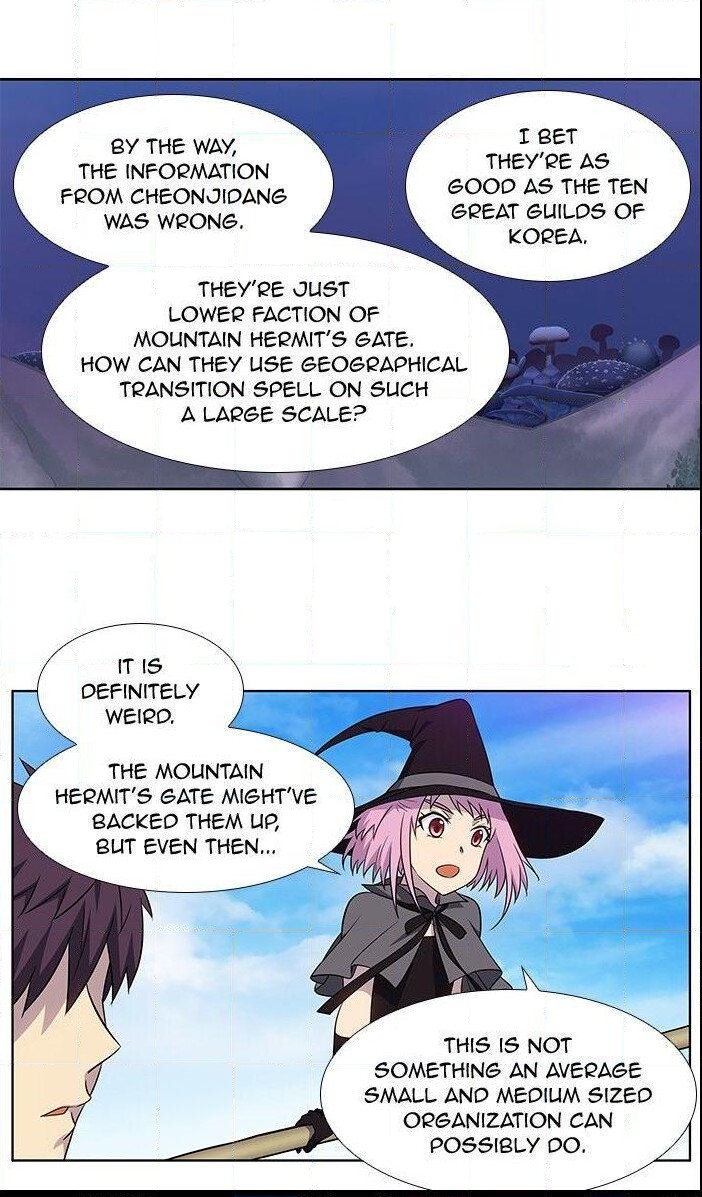 BY THE WAY,
THE INFORMATION
FROM CHEONJIDANG
WAS WRONG.
I BET
THEY'RE AS
GOOD AS THE TEN
GREAT GUILDS OF
KOREA.
THEY'RE JUST
LOWER FACTION OF
MOUNTAIN HERMIT'S GATE.
HOW CAN THEY USE GEOGRAPHICAL
TRANSITION SPELL ON SUCH
A LARGE SCALE?
IT IS
DEFINITELY
WEIRD.
THE MOUNTAIN
HERMIT'S GATE MIGHT'VE
BACKED THEM UP,
BUT EVEN THEN...
THIS IS NOT
SOMETHING AN AVERAGE
SMALL AND MEDIUM SIZED
ORGANIZATION CAN
POSSIBLY DO.